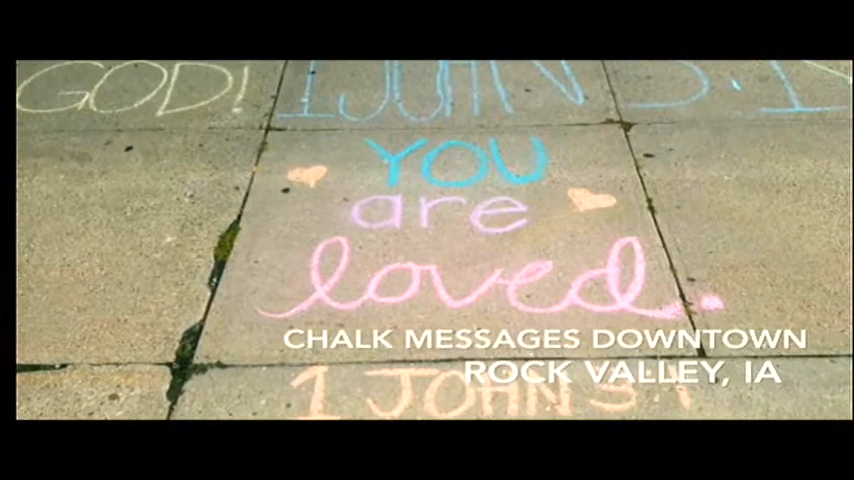 GOD! 1 JOHN 3:1
YOU
are
loved.
CHALK MESSAGES DOWNTOWN
ROCK VALLEY, IA
1 JOHN 3:1